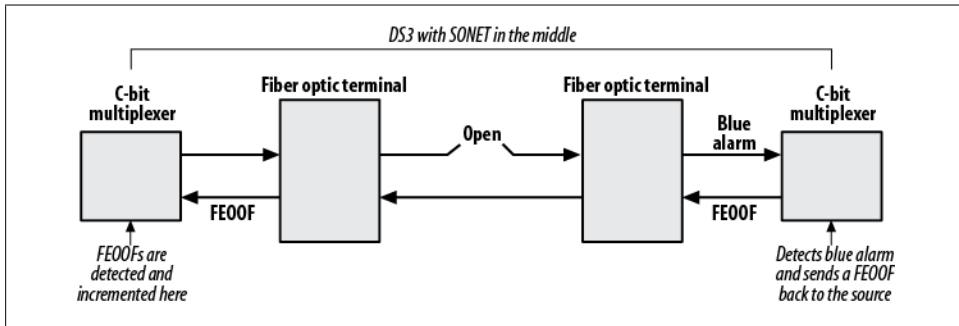 DS3 with SONET in the middle
C-bit
multiplexer
Fiber optic terminal
Fiber optic terminal
C-bit
multiplexer
Open
Blue
alarm
FEOOF
FEOOF
FEOOFs are
detected and
incremented here
Detects blue alarm
and sends a FEOOF
back to the source